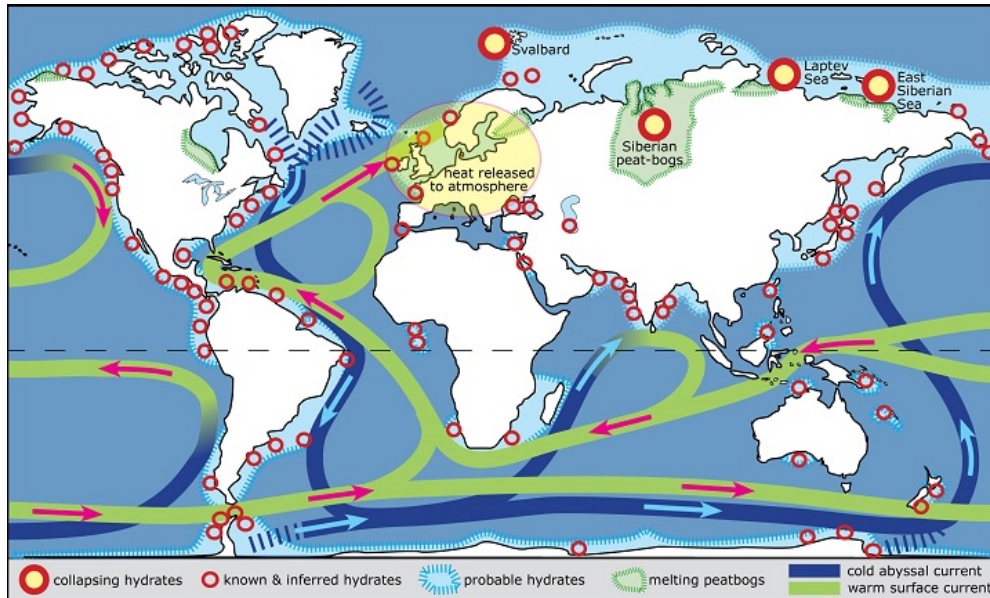 Svalbard
Laptev
Sea
East
Siberian
Sea
Siberian
peat-bogs
heat released
to atmosphere
collapsing hydrates
known & inferred hydrates
probable hydrates
melting peatbogs
cold abyssal current
warm surface current